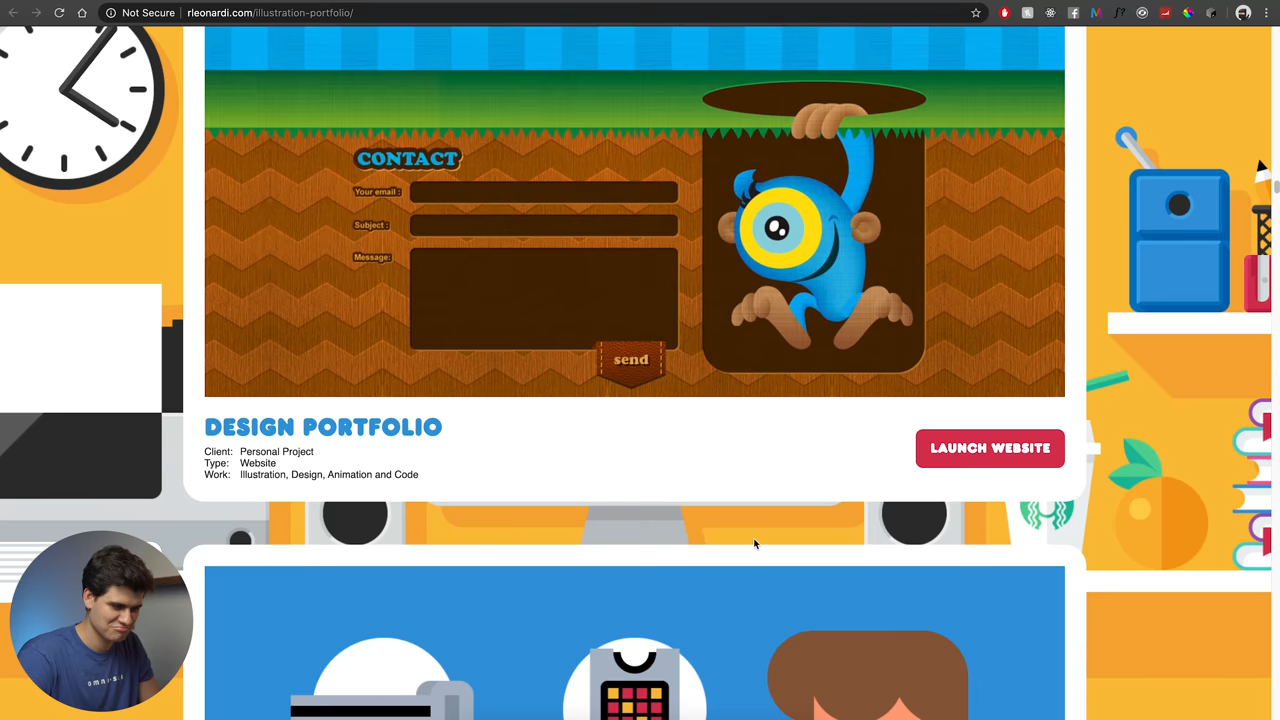 Not Secure
rleonardi.com/illustration-portfolio/
CONTACT
Your email :
Subject :
Message:
send
DESIGN PORTFOLIO
Client: Personal Project
Type: Website
Work: Illustration, Design, Animation and Code
LAUNCH WEBSITE